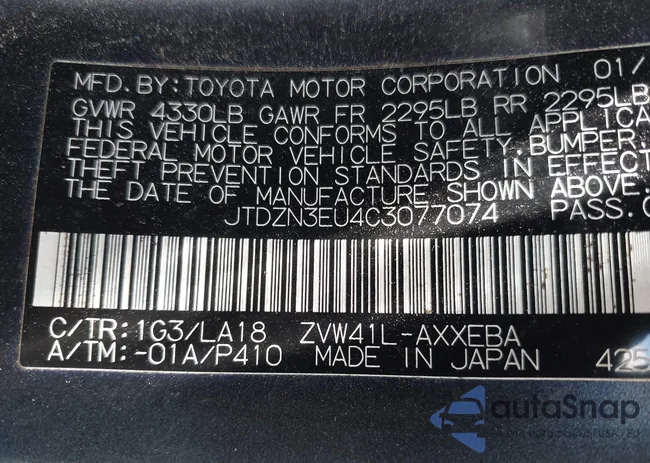 MFD. BY: TOYOTA MOTOR CORPORATION 01/
GVWR 4330LB GAWR FR 2295LB RR 2295LB
THIS VEHICLE CONFORMS TO ALL APPLICA
FEDERAL MOTOR VEHICLE SAFETY, BUMPER,
THEFT PREVENTION STANDARDS IN EFFECT
THE DATE OF MANUFACTURE SHOWN ABOVE.
JTDZN3EU4C3077074 PASS.
C/TR: 1G3/LA18 ZVW41L-AXXEBA
A/TM: -01A/P410 MADE IN JAPAN 425
autoSnap